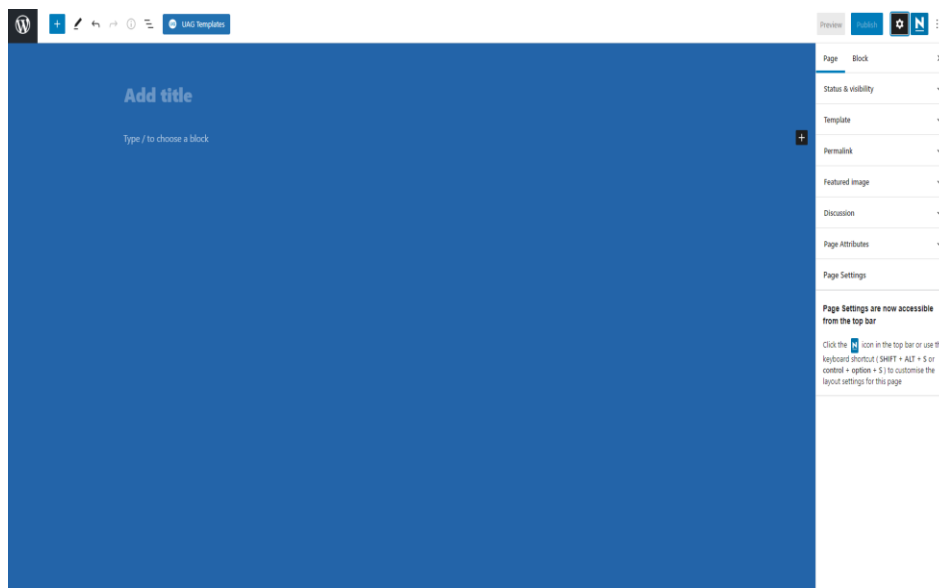 UAG Templates
Preview
Publish
Add title
Type / to choose a block
Page Block
Status & visibility
Template
Permalink
Featured image
Discussion
Page Attributes
Page Settings
Page Settings are now accessible
from the top bar
Click the N icon in the top bar or use
keyboard shortcut ( SHIFT + ALT + S or
control + option + S ) to customise the
layout settings for this page